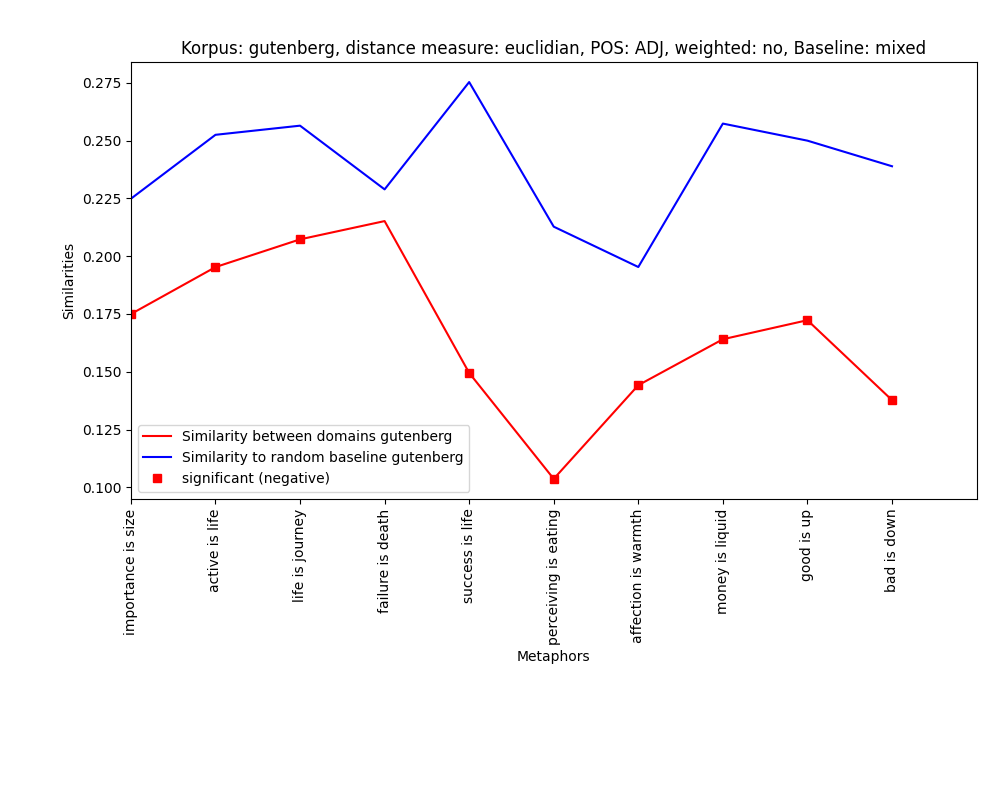 Korpus: gutenberg, distance measure: euclidian, POS: ADJ, weighted: no, Baseline: mixed
Similarities
0.275
0.250
0.225
0.200
0.175
0.150
0.125
0.100
Similarity between domains gutenberg
Similarity to random baseline gutenberg
significant (negative)
importance is size
active is life
life is journey
failure is death
success is life
perceiving is eating
affection is warmth
money is liquid
good is up
bad is down
Metaphors